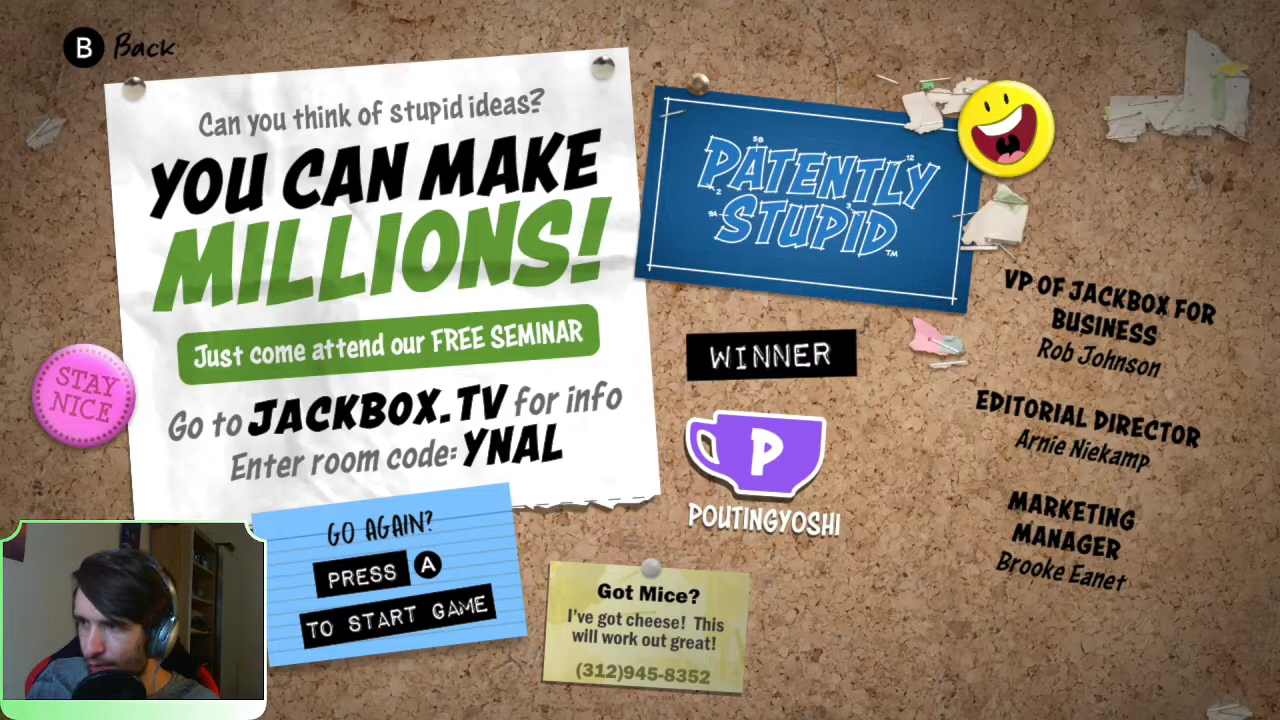 B Back
Can you think of stupid ideas?
YOU CAN MAKE
MILLIONS!
Just come attend our FREE SEMINAR
Go to JACKBOX.TV for info
Enter room code: YNAL
STAY
NICE
GO AGAIN?
PRESS A
TO START GAME
PATENTLY
STUPID™
WINNER
P
POUTINGYOSHI
Got Mice?
I've got cheese! This
will work out great!
(312)945-8352
VP OF JACKBOX FOR
BUSINESS
Rob Johnson
EDITORIAL DIRECTOR
Arnie Niekamp
MARKETING
MANAGER
Brooke Eanet